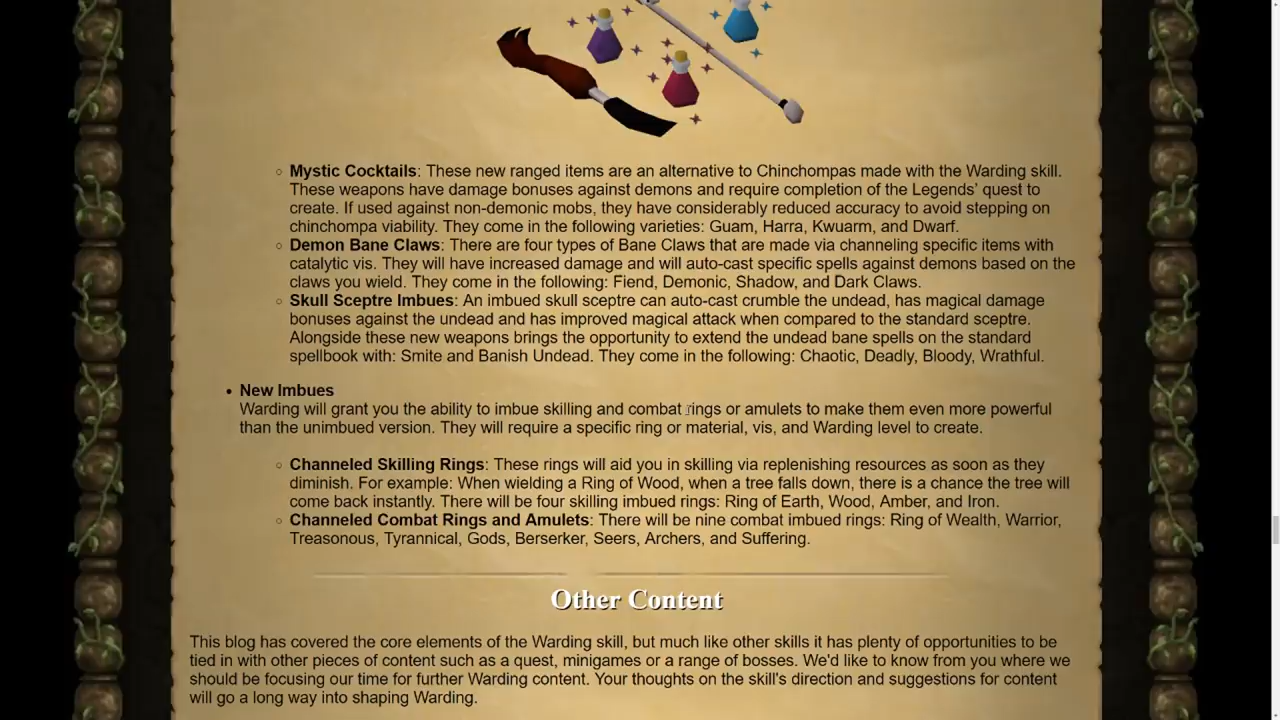 Mystic Cocktails: These new ranged items are an alternative to Chinchompas made with the Warding skill.
These weapons have damage bonuses against demons and require completion of the Legends' quest to
create. If used against non-demonic mobs, they have considerably reduced accuracy to avoid stepping on
chinchompa viability. They come in the following varieties: Guam, Harra, Kwuarm, and Dwarf.
Demon Bane Claws: There are four types of Bane Claws that are made via channeling specific items with
catalytic vis. They will have increased damage and will auto-cast specific spells against demons based on the
claws you wield. They come in the following: Fiend, Demonic, Shadow, and Dark Claws.
Skull Sceptre Imbues: An imbued skull sceptre can auto-cast crumble the undead, has magical damage
bonuses against the undead and has improved magical attack when compared to the standard sceptre.
Alongside these new weapons brings the opportunity to extend the undead bane spells on the standard
spellbook with: Smite and Banish Undead. They come in the following: Chaotic, Deadly, Bloody, Wrathful.
New Imbues
Warding will grant you the ability to imbue skilling and combat rings or amulets to make them even more powerful
than the unimbued version. They will require a specific ring or material, vis, and Warding level to create.
Channeled Skilling Rings: These rings will aid you in skilling via replenishing resources as soon as they
diminish. For example: When wielding a Ring of Wood, when a tree falls down, there is a chance the tree will
come back instantly. There will be four skilling imbued rings: Ring of Earth, Wood, Amber, and Iron.
Channeled Combat Rings and Amulets: There will be nine combat imbued rings: Ring of Wealth, Warrior,
Treasonous, Tyrannical, Gods, Berserker, Seers, Archers, and Suffering.
Other Content
This blog has covered the core elements of the Warding skill, but much like other skills it has plenty of opportunities to be
tied in with other pieces of content such as a quest, minigames or a range of bosses. We'd like to know from you where we
should be focusing our time for further Warding content. Your thoughts on the skill's direction and suggestions for content
will go a long way into shaping Warding.